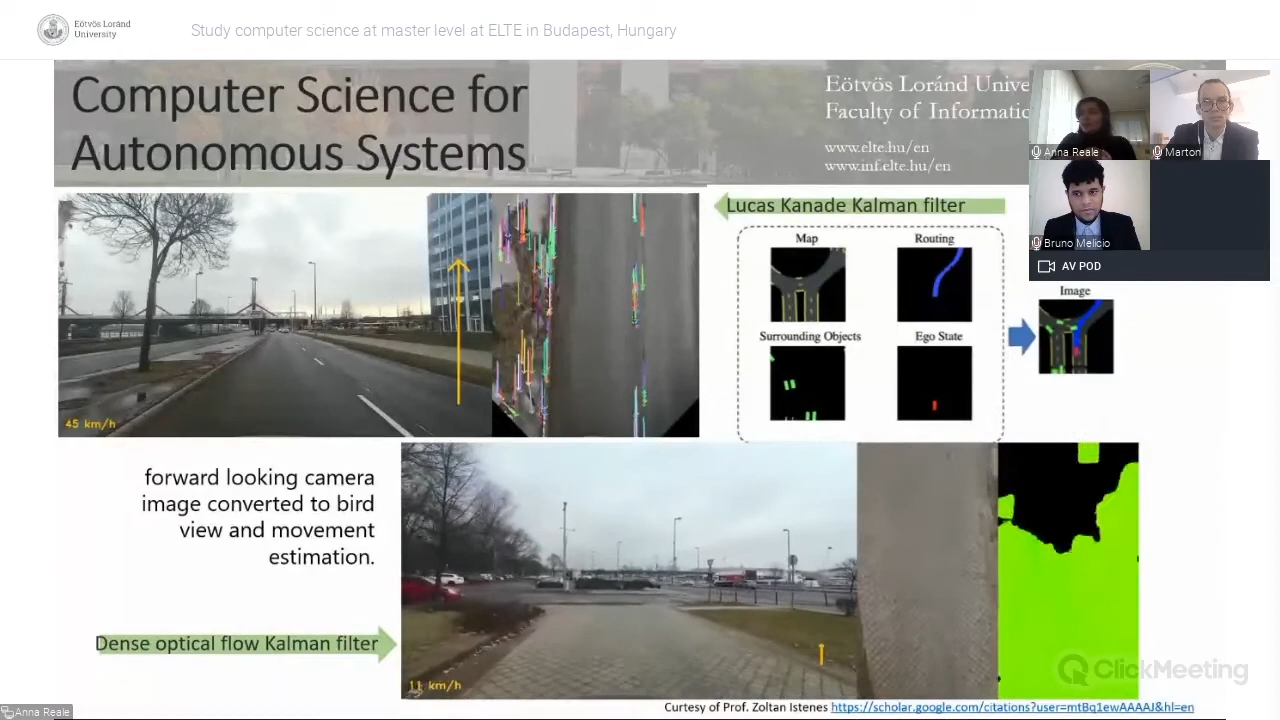 Eötvös Loránd
University
Study computer science at master level at ELTE in Budapest, Hungary
Computer Science for
Autonomous Systems
Eötvös Loránd Unive
Faculty of Informatic
www.elte.hu/en
www.inf.elte.hu/en
Anna Reale
Marton
Bruno Melicio
AV POD
45 km/h
Lucas Kanade Kalman filter
Map
Routing
Surrounding Objects
Ego State
Image
forward looking camera
image converted to bird
view and movement
estimation.
Dense optical flow Kalman filter
11 km/h
ClickMeeting
Curtesy of Prof. Zoltan Istenes https://scholar.google.com/citations?user=mtBq1ewAAAAJ&hl=en
Anna Reale